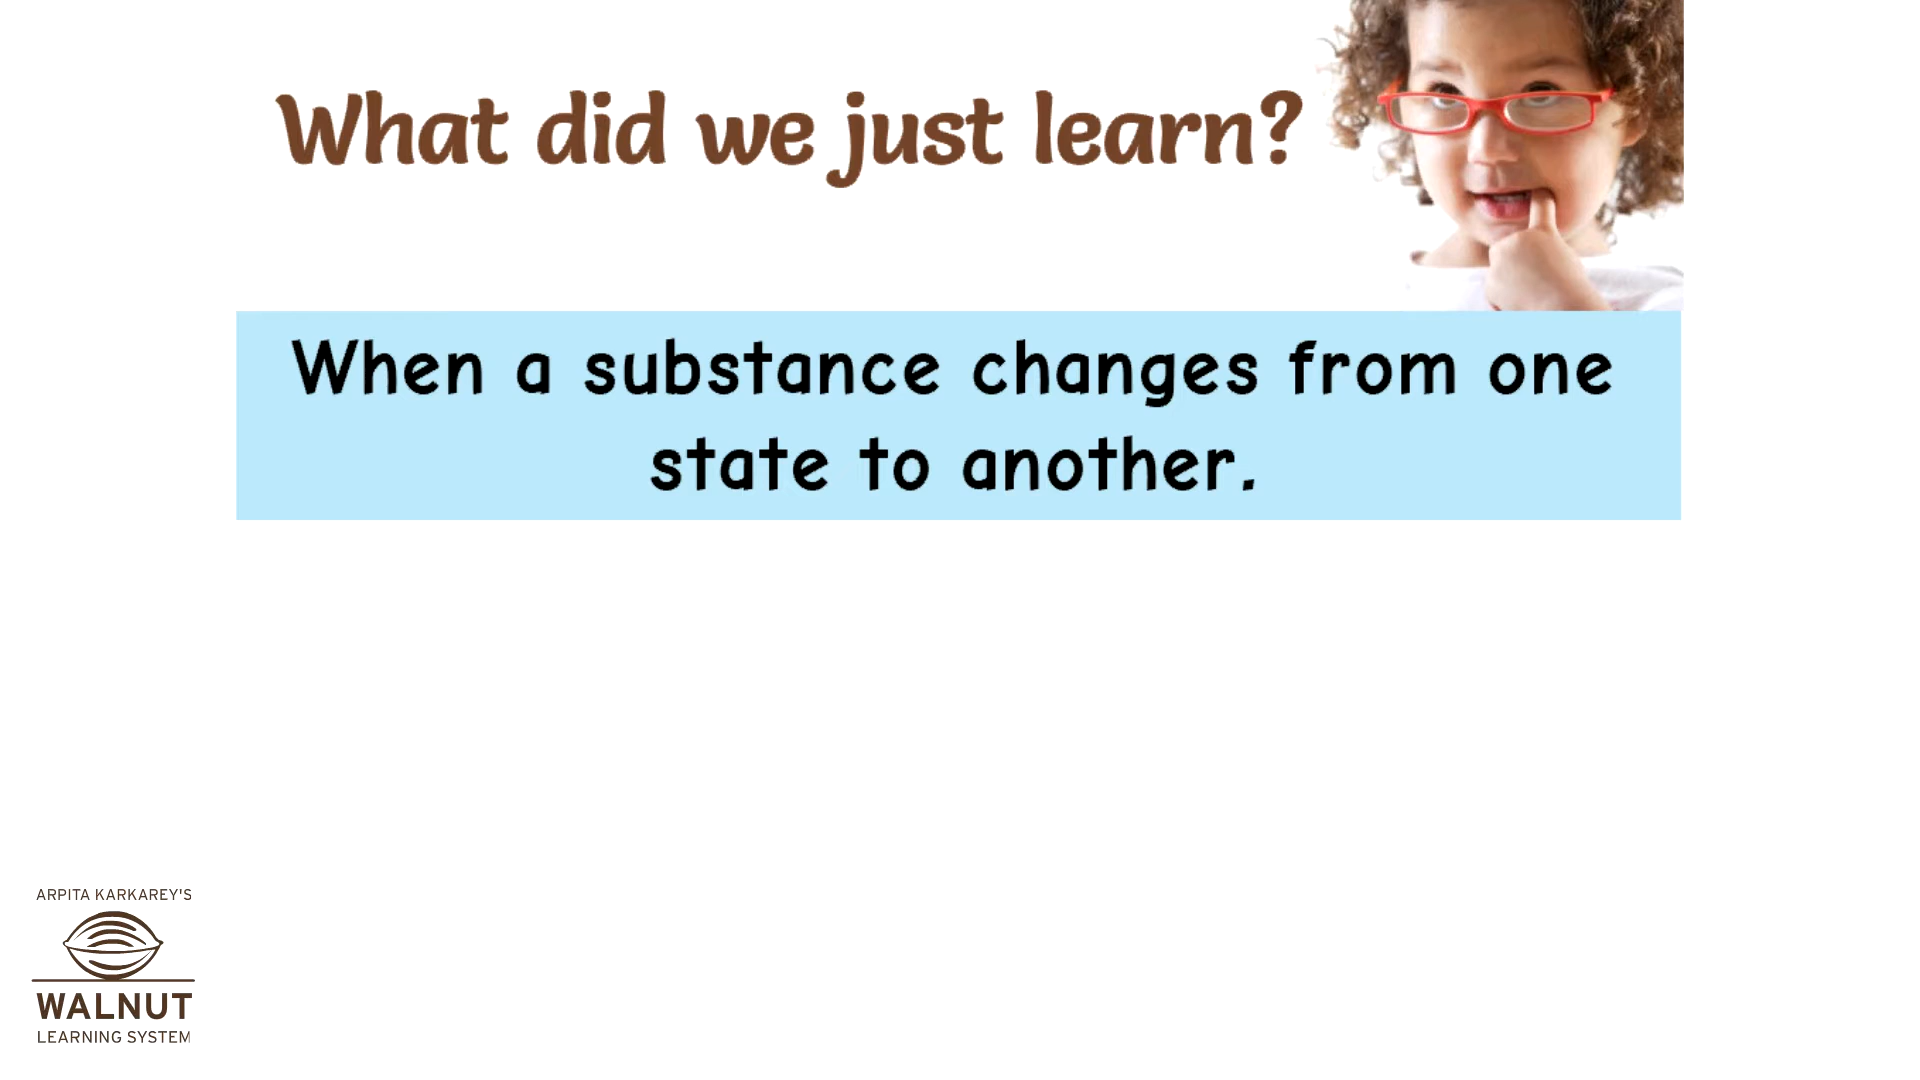 What did we just learn?
When a substance changes from one
state to another.
ARPITA KARKAREY'S
WALNUT
LEARNING SYSTEM